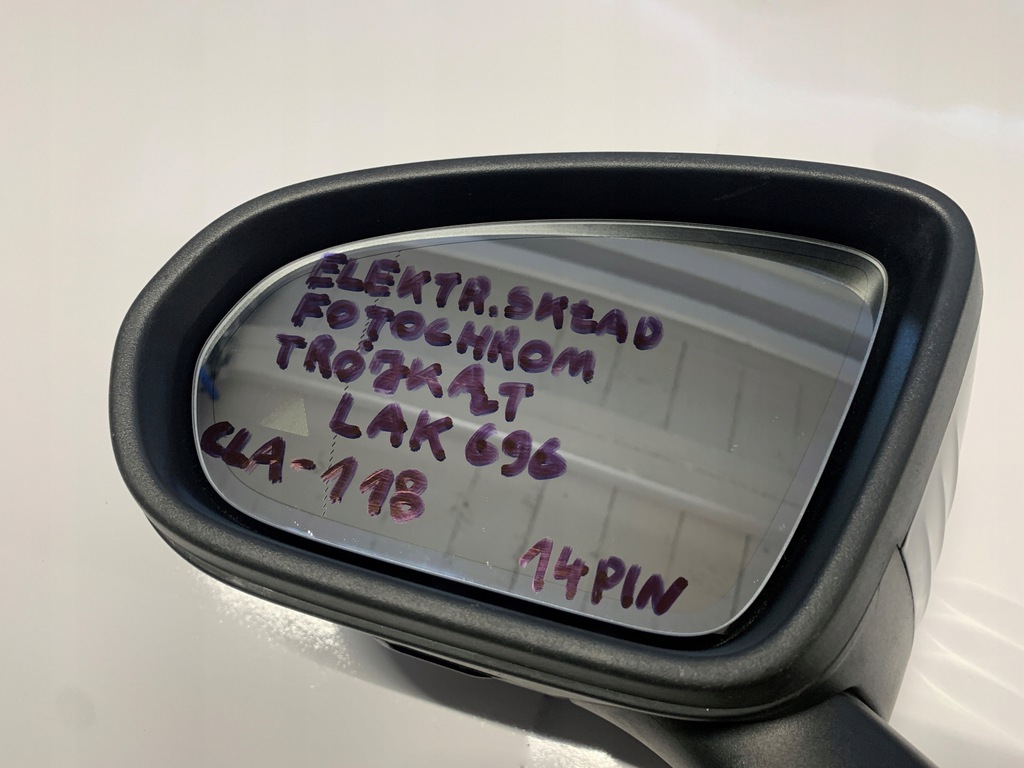 ELEKTR.SKŁAD
FOTOCHROM
TRÓJKĄT
LAK 696
CLA-118
14PIN